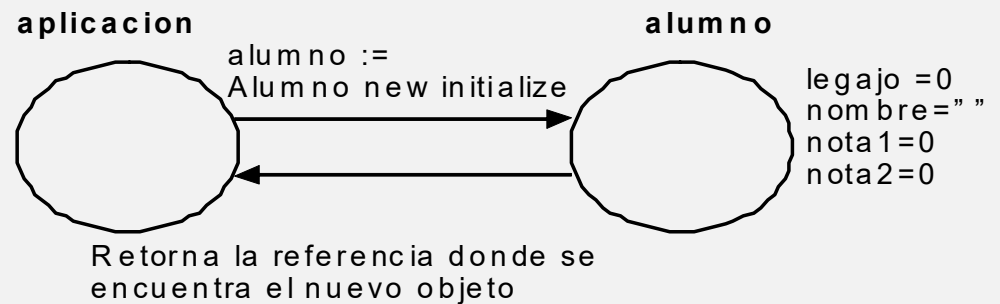 aplicacion
alumno
alumno :=
Alumno new initialize
legajo =0
nombre=” ”
nota1=0
nota2=0
Retorna la referencia donde se
encuentra el nuevo objeto